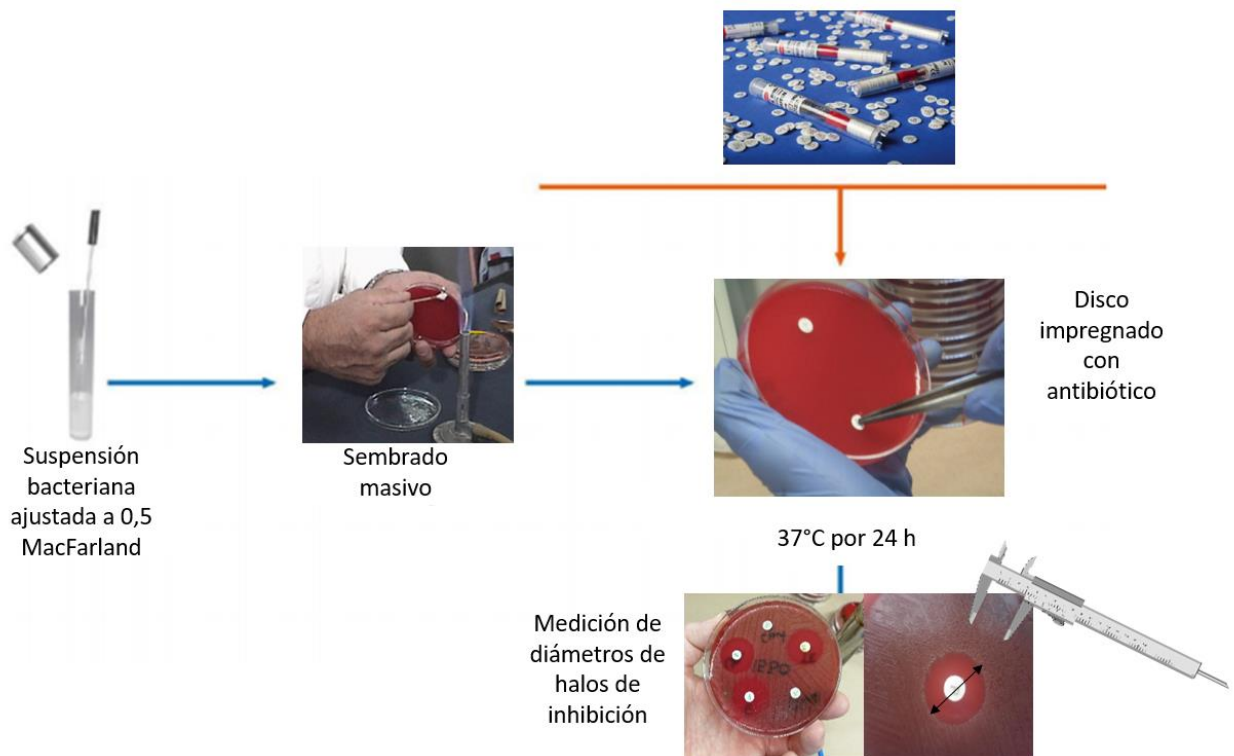 Suspensión
bacteriana
ajustada a 0,5
MacFarland
Sembrado
masivo
Disco
impregnado
con
antibiótico
37°C por 24 h
Medición de
diámetros de
halos de
inhibición